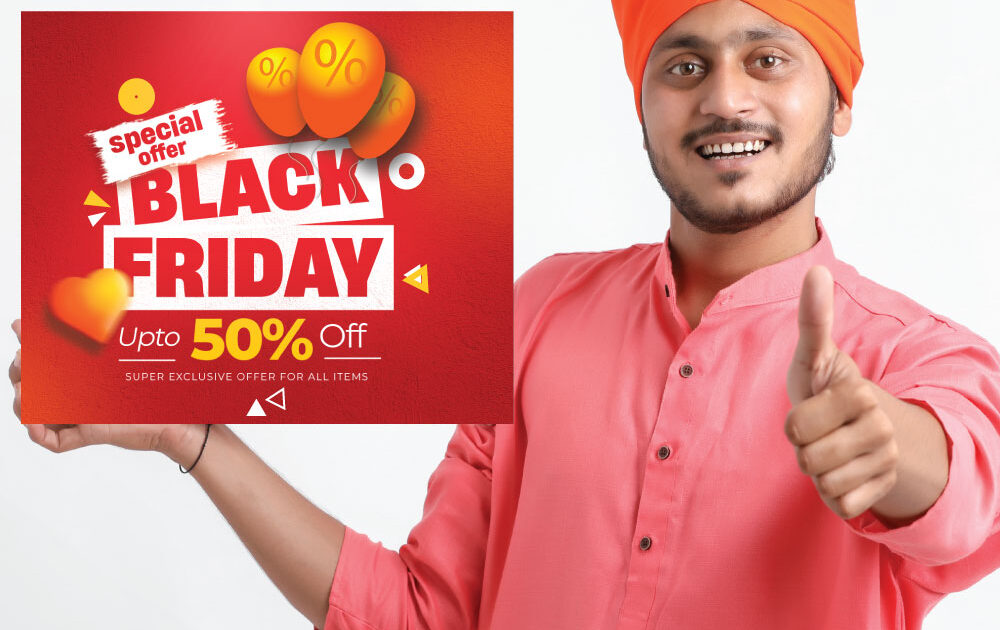 %
%
%
special
offer
BLACK
FRIDAY
Upto 50% Off
SUPER EXCLUSIVE OFFER FOR ALL ITEMS